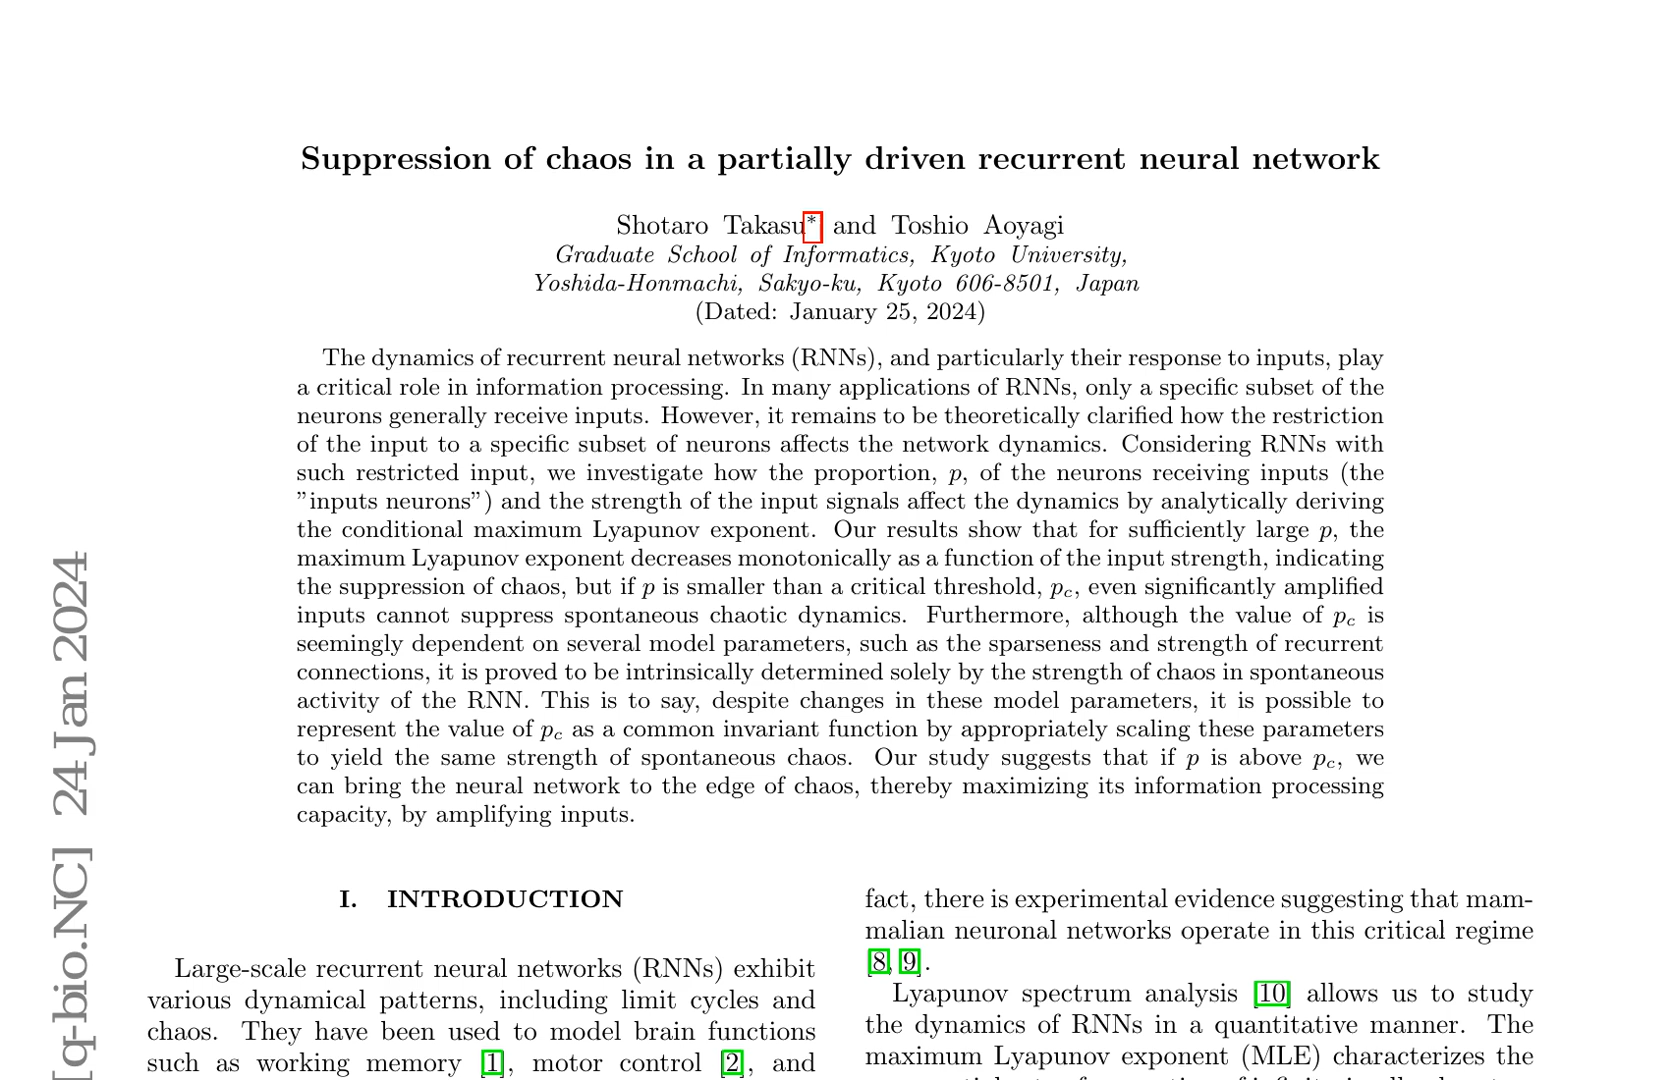 Suppression of chaos in a partially driven recurrent neural network
Shotaro Takasu* and Toshio Aoyagi
Graduate School of Informatics, Kyoto University,
Yoshida-Honmachi, Sakyo-ku, Kyoto 606-8501, Japan
(Dated: January 25, 2024)
The dynamics of recurrent neural networks (RNNs), and particularly their response to inputs, play
a critical role in information processing. In many applications of RNNs, only a specific subset of the
neurons generally receive inputs. However, it remains to be theoretically clarified how the restriction
of the input to a specific subset of neurons affects the network dynamics. Considering RNNs with
such restricted input, we investigate how the proportion, p, of the neurons receiving inputs (the
"inputs neurons") and the strength of the input signals affect the dynamics by analytically deriving
the conditional maximum Lyapunov exponent. Our results show that for sufficiently large p, the
maximum Lyapunov exponent decreases monotonically as a function of the input strength, indicating
the suppression of chaos, but if p is smaller than a critical threshold, p_c, even significantly amplified
inputs cannot suppress spontaneous chaotic dynamics. Furthermore, although the value of p_c is
seemingly dependent on several model parameters, such as the sparseness and strength of recurrent
connections, it is proved to be intrinsically determined solely by the strength of chaos in spontaneous
activity of the RNN. This is to say, despite changes in these model parameters, it is possible to
represent the value of p_c as a common invariant function by appropriately scaling these parameters
to yield the same strength of spontaneous chaos. Our study suggests that if p is above p_c, we
can bring the neural network to the edge of chaos, thereby maximizing its information processing
capacity, by amplifying inputs.
I. INTRODUCTION
Large-scale recurrent neural networks (RNNs) exhibit
various dynamical patterns, including limit cycles and
chaos. They have been used to model brain functions
such as working memory [1], motor control [2], and
fact, there is experimental evidence suggesting that mam-
malian neuronal networks operate in this critical regime
[8, 9].
Lyapunov spectrum analysis [10] allows us to study
the dynamics of RNNs in a quantitative manner. The
maximum Lyapunov exponent (MLE) characterizes the
[q-bio.NC] 24 Jan 2024